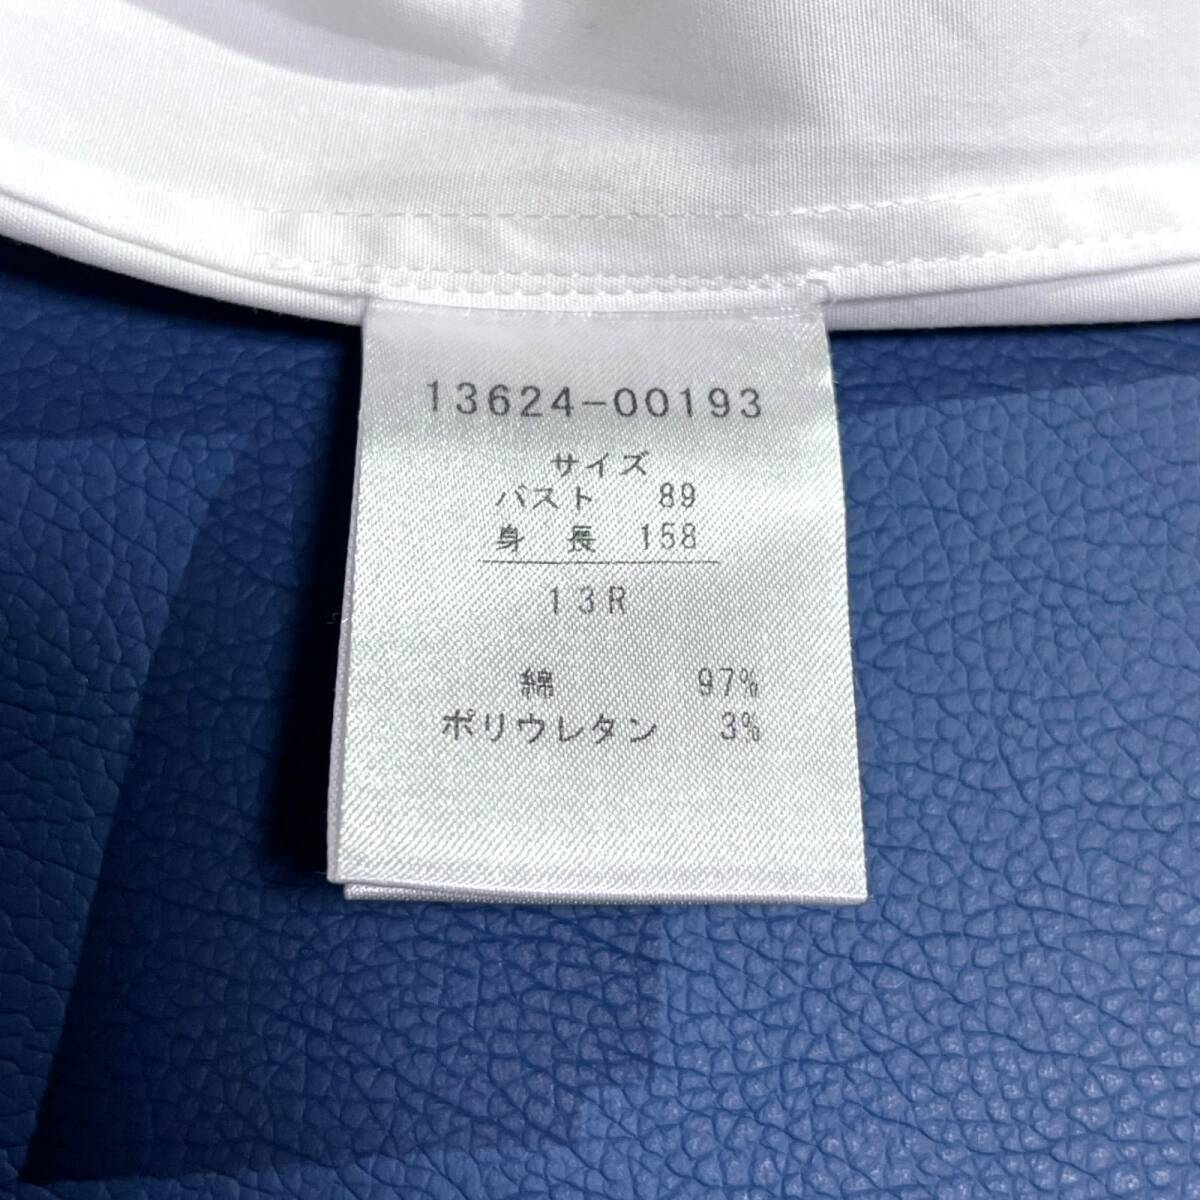 13624-00193
サイズ
バスト 89
身 長 158
13R
綿 97%
ポリウレタン 3%